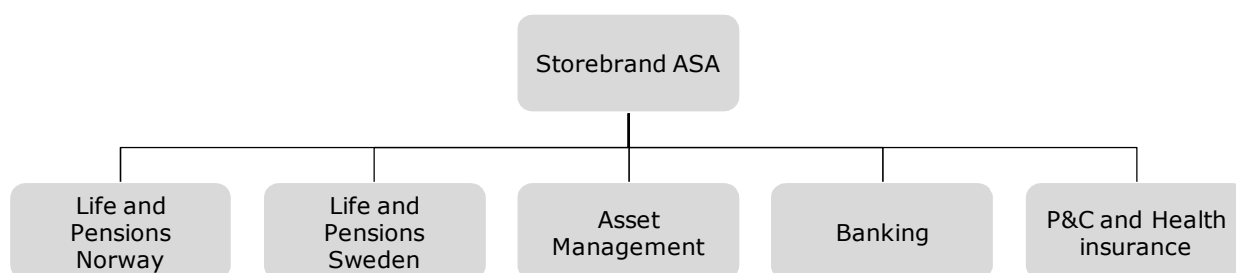 Storebrand ASA
Life and
Pensions
Norway
Life and
Pensions
Sweden
Asset
Management
Banking
P&C and Health
insurance